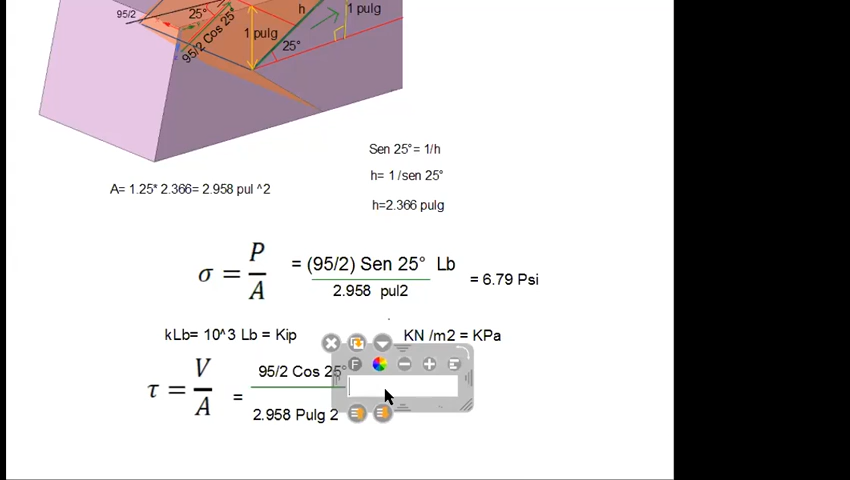 95/2
25°
95/2 Cos 25°
h
1 pulg
1 pulg
25°
Sen 25°= 1/h
h= 1/sen 25°
h=2.366 pulg
A= 1.25* 2.366= 2.958 pul ^2
σ = P/A = (95/2) Sen 25° Lb
2.958 pul2
= 6.79 Psi
kLb= 10^3 Lb = Kip
KN /m2 = KPa
τ = V/A = 95/2 Cos 25°
2.958 Pulg 2
F